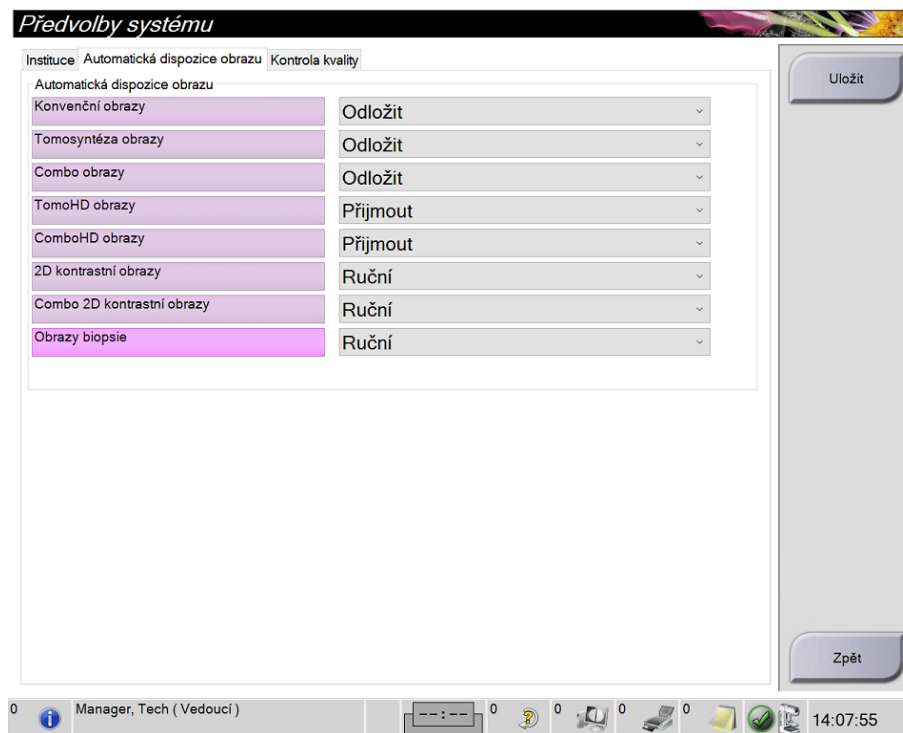 Předvolby systému
Instituce Automatická dispozice obrazu Kontrola kvality
Uložit
Automatická dispozice obrazu
Konvenční obrazy Odložit
Tomosyntéza obrazy Odložit
Combo obrazy Odložit
TomoHD obrazy Přijmout
ComboHD obrazy Přijmout
2D kontrastní obrazy Ruční
Combo 2D kontrastní obrazy Ruční
Obrazy biopsie Ruční
Zpět
0 Manager, Tech ( Vedoucí ) --:-- 0 0 0 0 14:07:55